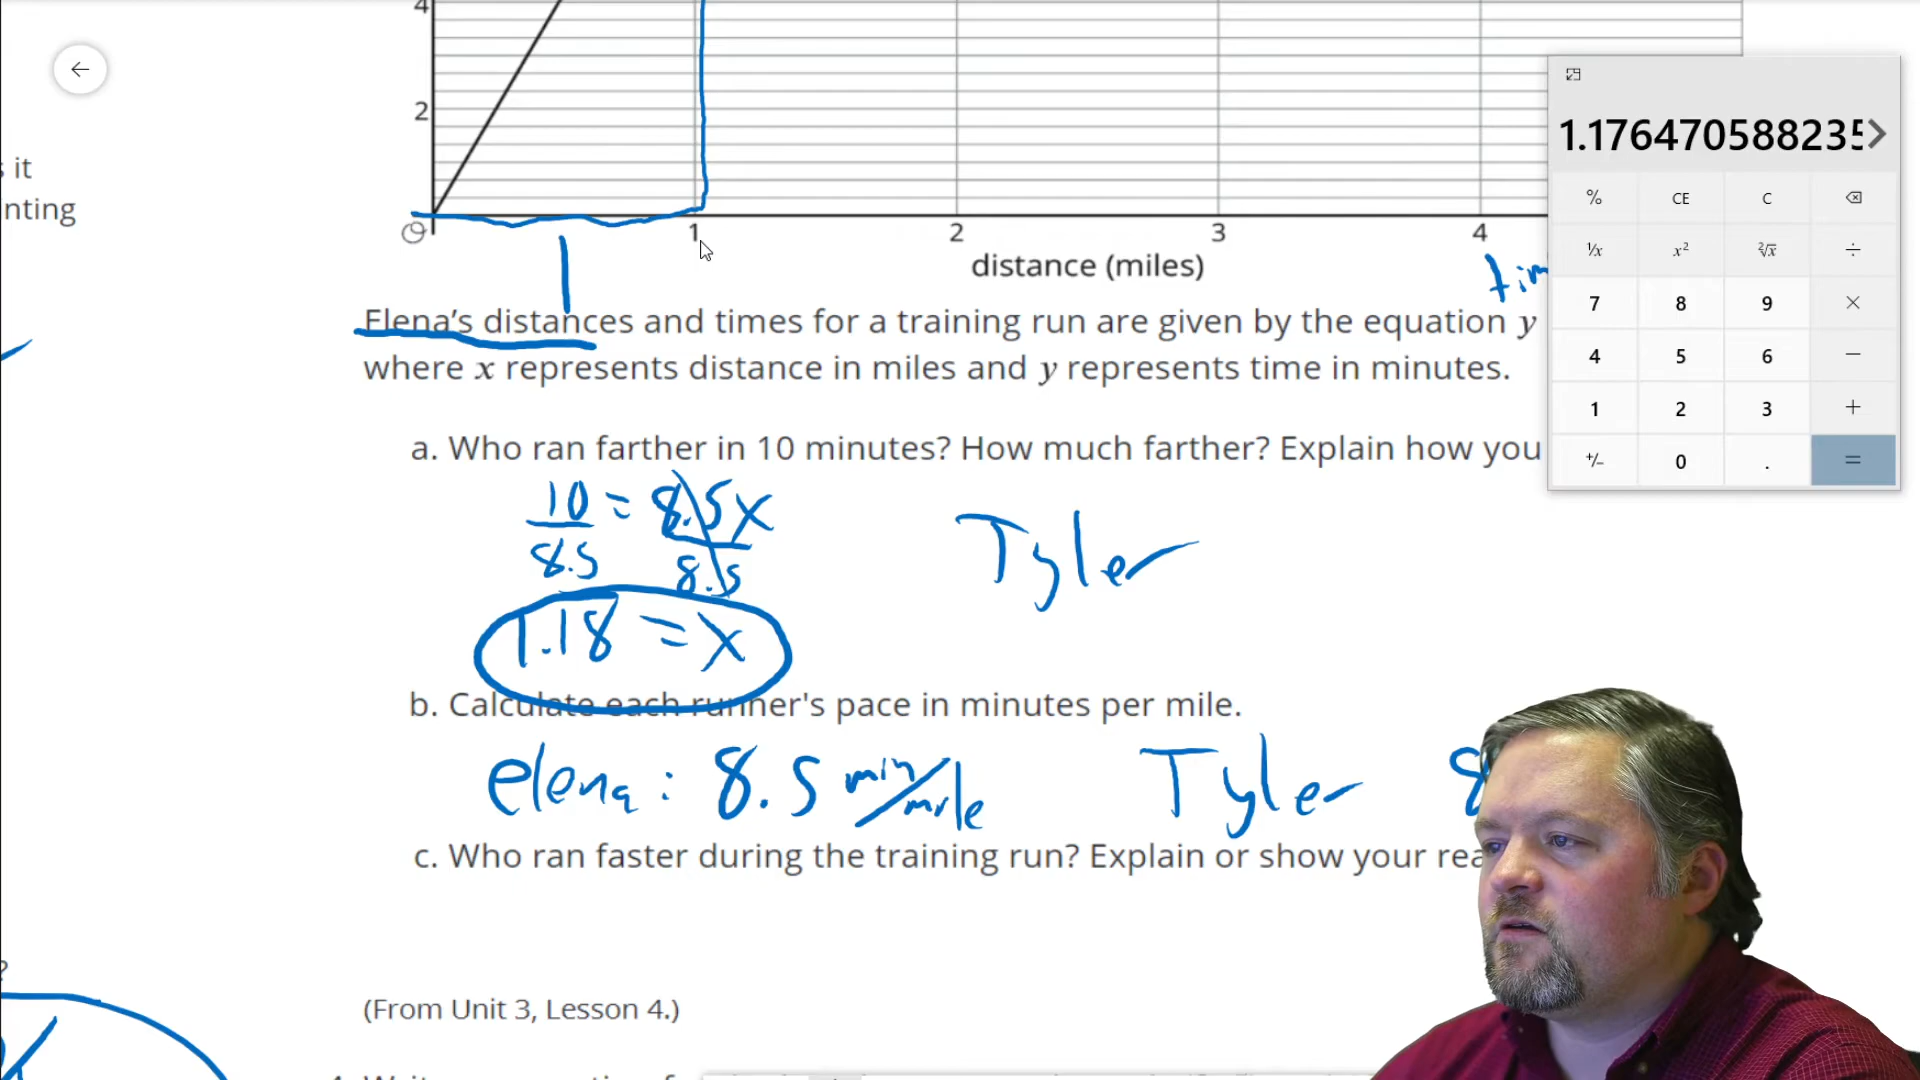 4
1.176470588235
2
s it
% CE C
nting
1/x x² ²√x ÷
0 1 2 3 4
distance (miles)
1
tim
7 8 9 ×
Elena's distances and times for a training run are given by the equation y
4 5 6 −
where x represents distance in miles and y represents time in minutes.
1 2 3 +
a. Who ran farther in 10 minutes? How much farther? Explain how you
+/− 0 . =
10 = 8.5x
8.5 8.5
Tyler
1.18 = x
b. Calculate each runner's pace in minutes per mile.
elena: 8.5 min/mile Tyler 8
c. Who ran faster during the training run? Explain or show your rea
?
(From Unit 3, Lesson 4.)